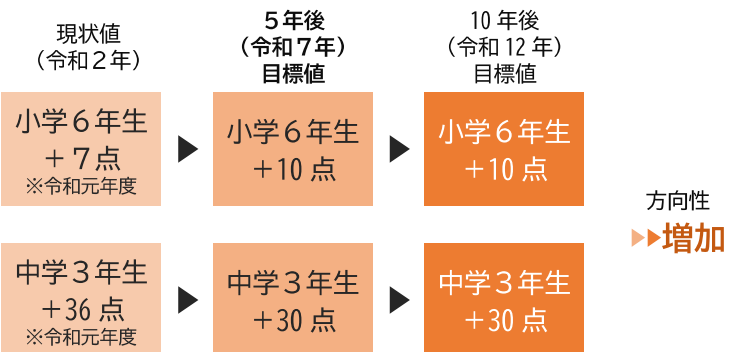 現状値
（令和２年）
５年後
（令和７年）
目標値
10 年後
（令和 12 年）
目標値
小学６年生
＋７点
※令和元年度
小学６年生
＋10 点
小学６年生
＋10 点
方向性
増加
中学３年生
＋36 点
※令和元年度
中学３年生
＋30 点
中学３年生
＋30 点